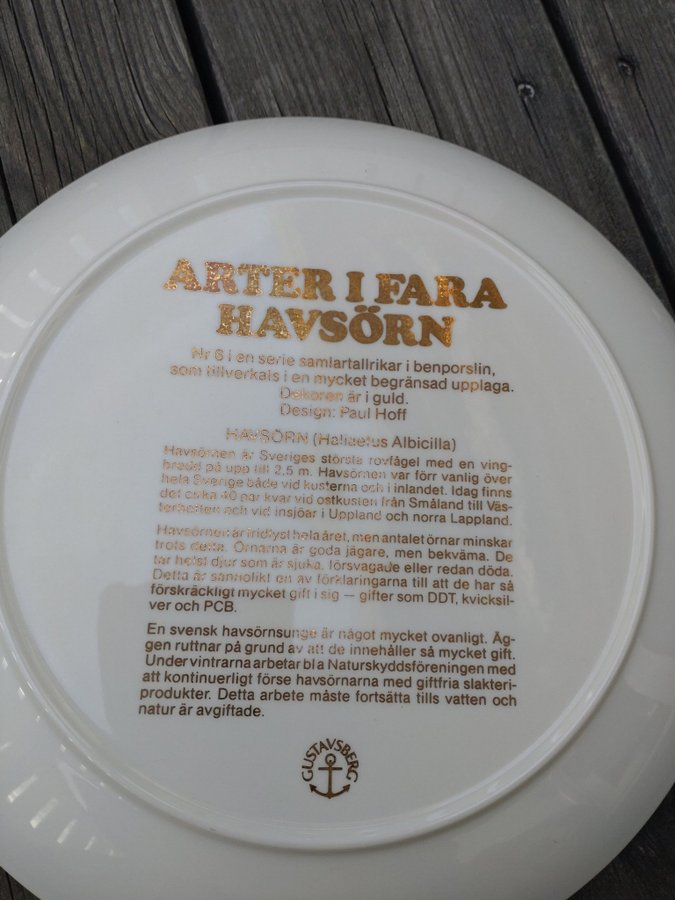 ARTER I FARA
HAVSÖRN
Nr 6 i en serie samlartallrikar i benporslin,
som tillverkats i en mycket begränsad upplaga.
Dekoren är i guld.
Design: Paul Hoff
HAVSÖRN (Haliaetus Albicilla)
Havsörnen är Sveriges största rovfågel med en ving-
bredd på upp till 2,5 m. Havsörnen var förr vanlig över
hela Sverige både vid kusterna och i inlandet. Idag finns
det cirka 40 par kvar vid ostkusten från Småland till Väs-
terbotten och vid insjöar i Uppland och norra Lappland.
Havsörnen är fridlyst hela året, men antalet örnar minskar
trots detta. Örnarna är goda jägare, men bekväma. De
tar helst djur som är sjuka, försvagade eller redan döda.
Detta är sannolikt en av förklaringarna till att de har så
förskräckligt mycket gift i sig — gifter som DDT, kvicksil-
ver och PCB.
En svensk havsörnsunge är något mycket ovanligt. Äg-
gen ruttnar på grund av att de innehåller så mycket gift.
Under vintrarna arbetar bl a Naturskyddsföreningen med
att kontinuerligt förse havsörnarna med giftfria slakteri-
produkter. Detta arbete måste fortsätta tills vatten och
natur är avgiftade.
GUSTAVSBERG